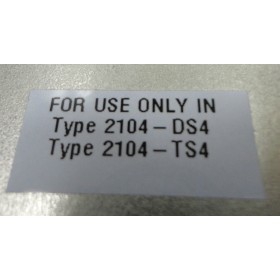 FOR USE ONLY IN
Type 2104-DS4
Type 2104-TS4